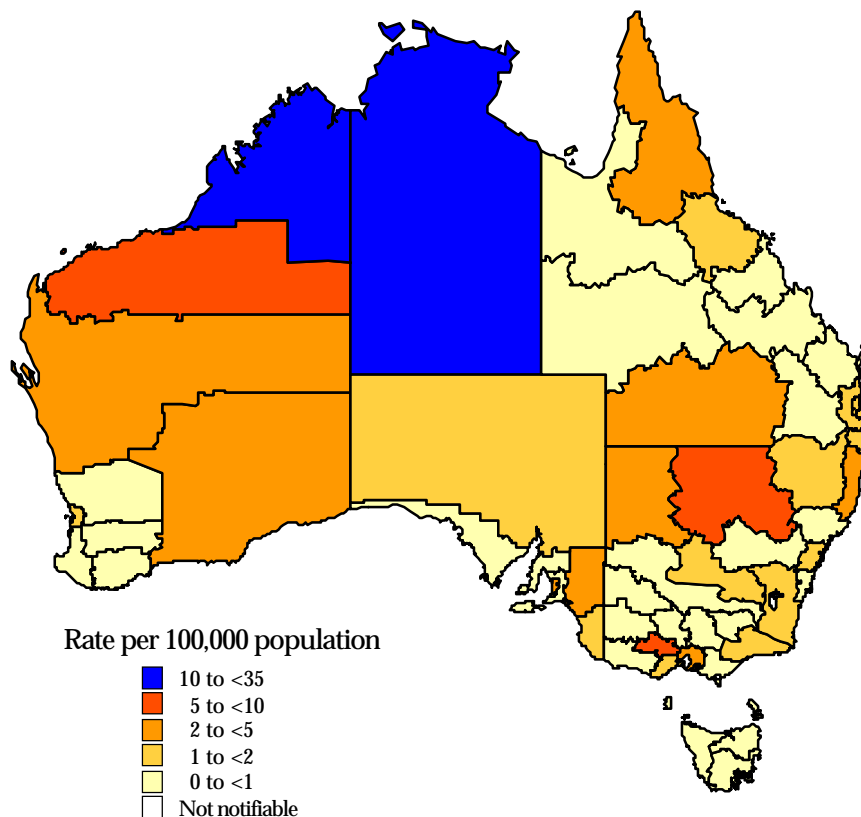 Rate per 100,000 population
10 to <35
5 to <10
2 to <5
1 to <2
0 to <1
Not notifiable